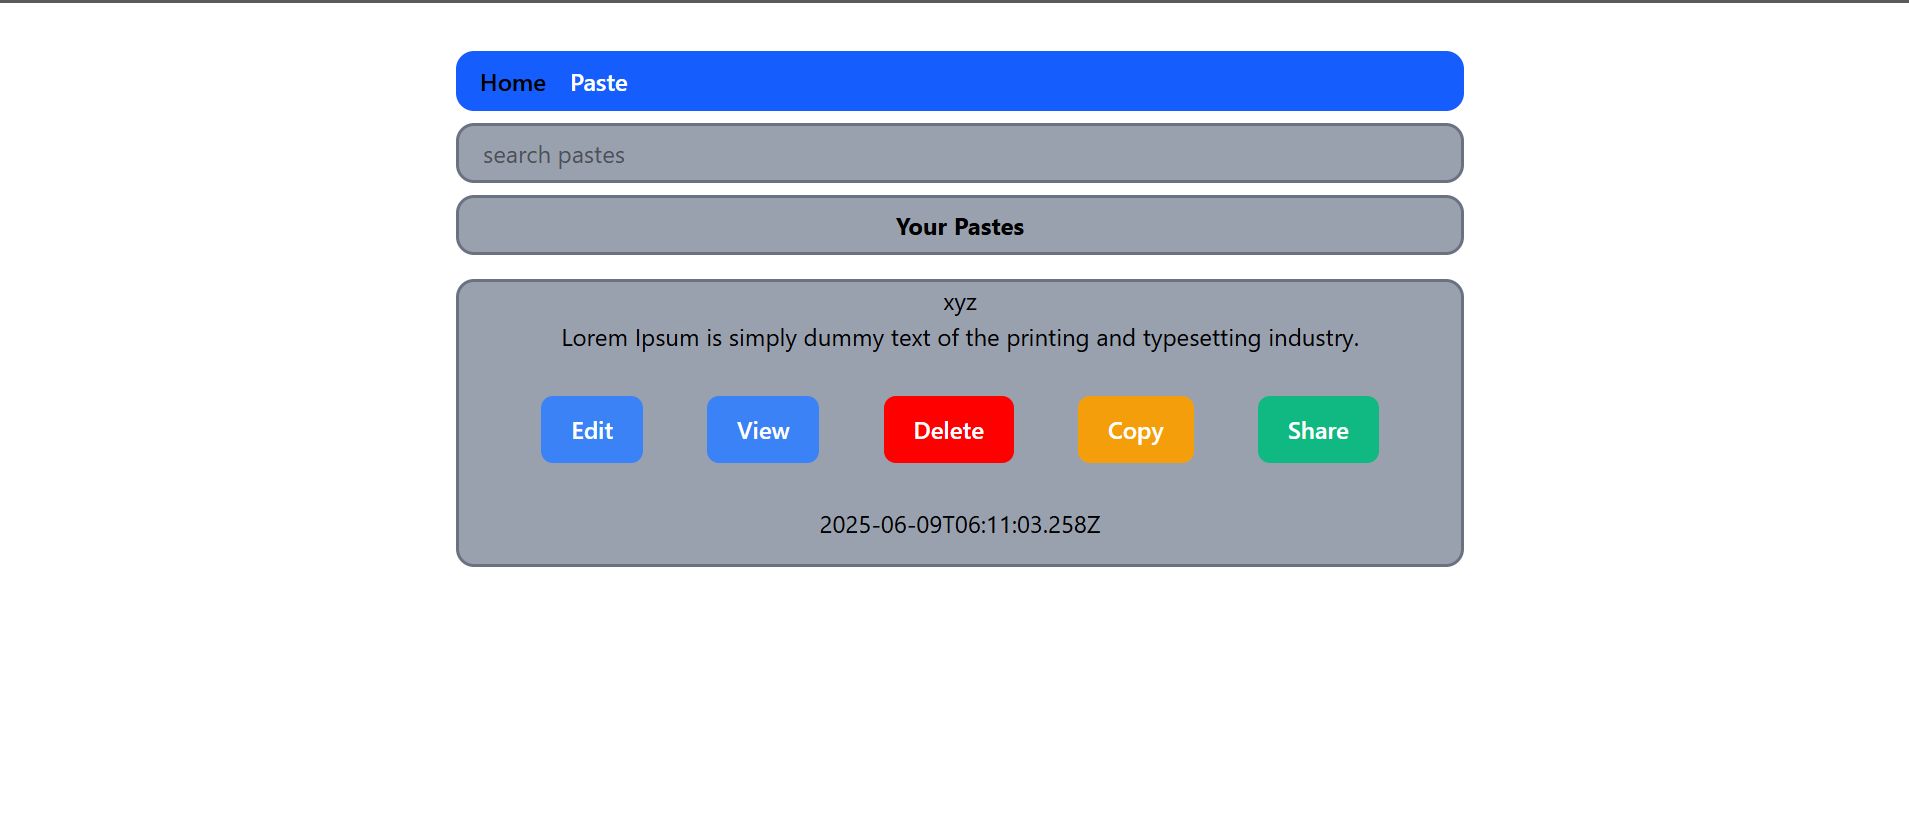 Home Paste
search pastes
Your Pastes
xyz
Lorem Ipsum is simply dummy text of the printing and typesetting industry.
Edit View Delete Copy Share
2025-06-09T06:11:03.258Z